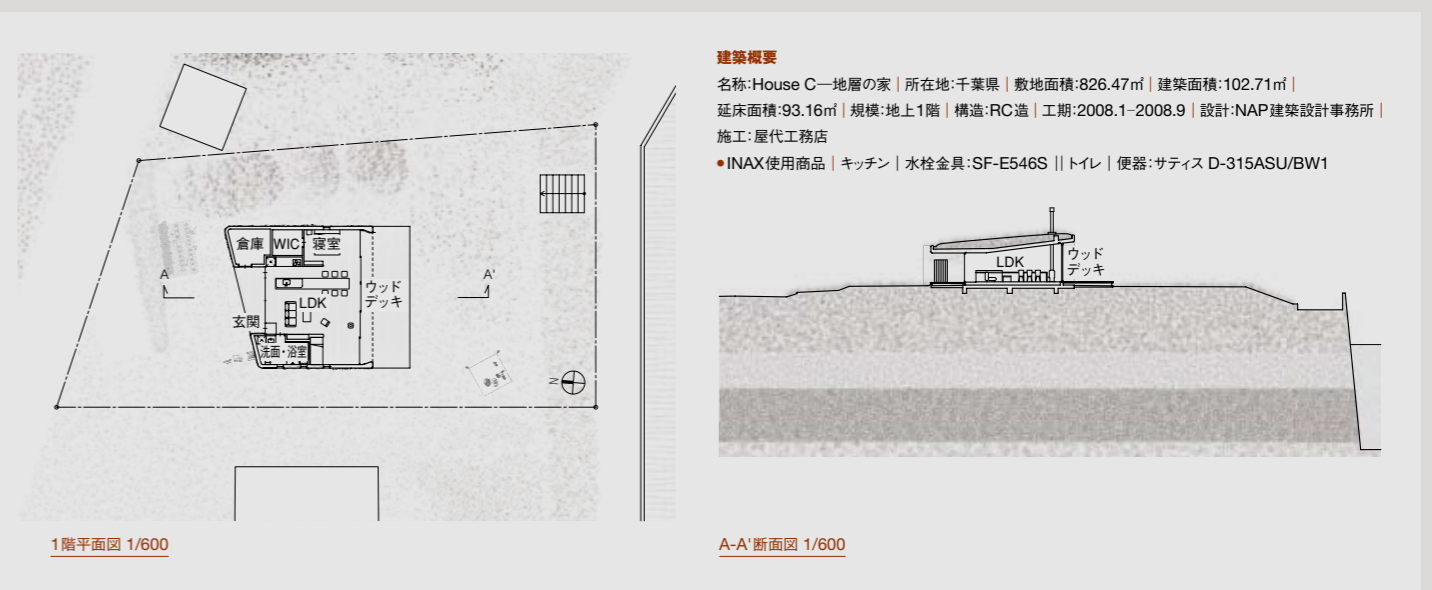 建築概要
名称:House C—地層の家｜所在地:千葉県｜敷地面積:826.47㎡｜建築面積:102.71㎡｜
延床面積:93.16㎡｜規模:地上1階｜構造:RC造｜工期:2008.1–2008.9｜設計:NAP建築設計事務所｜
施工:屋代工務店
●INAX使用商品｜キッチン｜水栓金具:SF-E546S ||トイレ｜便器:サティス D-315ASU/BW1
倉庫 WIC 寝室
A
A'
LDK
ウッド
デッキ
玄関
洗面・浴室
N
1階平面図 1/600
LDK
ウッド
デッキ
A-A'断面図 1/600